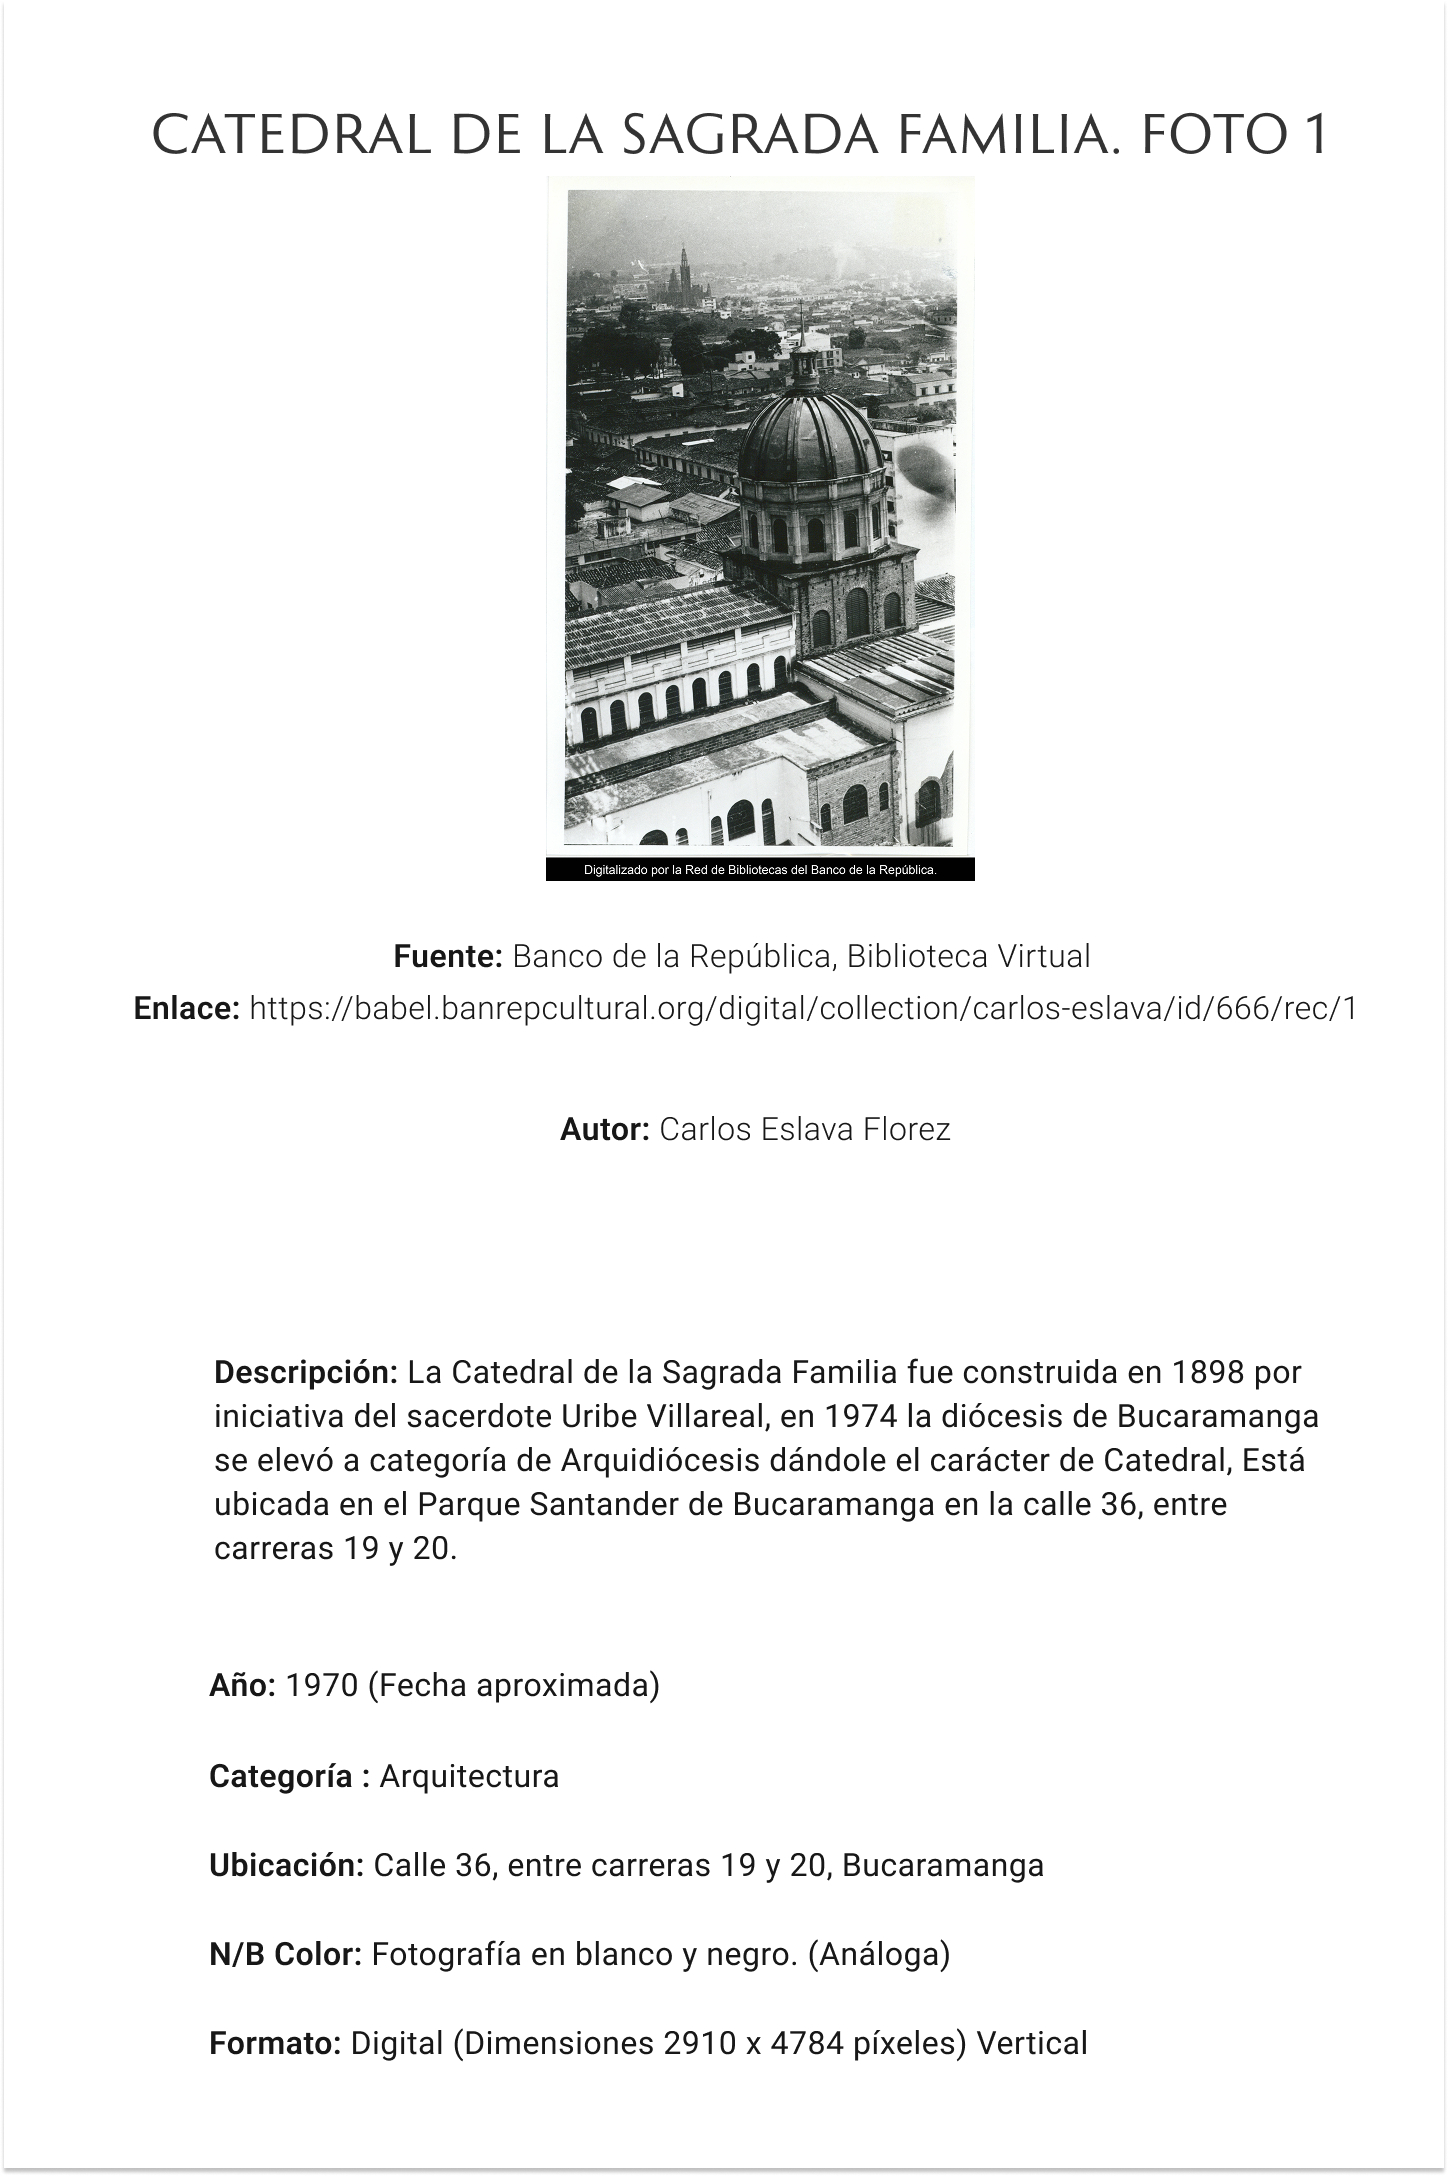 CATEDRAL DE LA SAGRADA FAMILIA. FOTO 1
Digitalizado por la Red de Bibliotecas del Banco de la República.
Fuente: Banco de la República, Biblioteca Virtual
Enlace: https://babel.banrepcultural.org/digital/collection/carlos-eslava/id/666/rec/1
Autor: Carlos Eslava Florez
Descripción: La Catedral de la Sagrada Familia fue construida en 1898 por
iniciativa del sacerdote Uribe Villareal, en 1974 la diócesis de Bucaramanga
se elevó a categoría de Arquidiócesis dándole el carácter de Catedral, Está
ubicada en el Parque Santander de Bucaramanga en la calle 36, entre
carreras 19 y 20.
Año: 1970 (Fecha aproximada)
Categoría : Arquitectura
Ubicación: Calle 36, entre carreras 19 y 20, Bucaramanga
N/B Color: Fotografía en blanco y negro. (Análoga)
Formato: Digital (Dimensiones 2910 x 4784 píxeles) Vertical